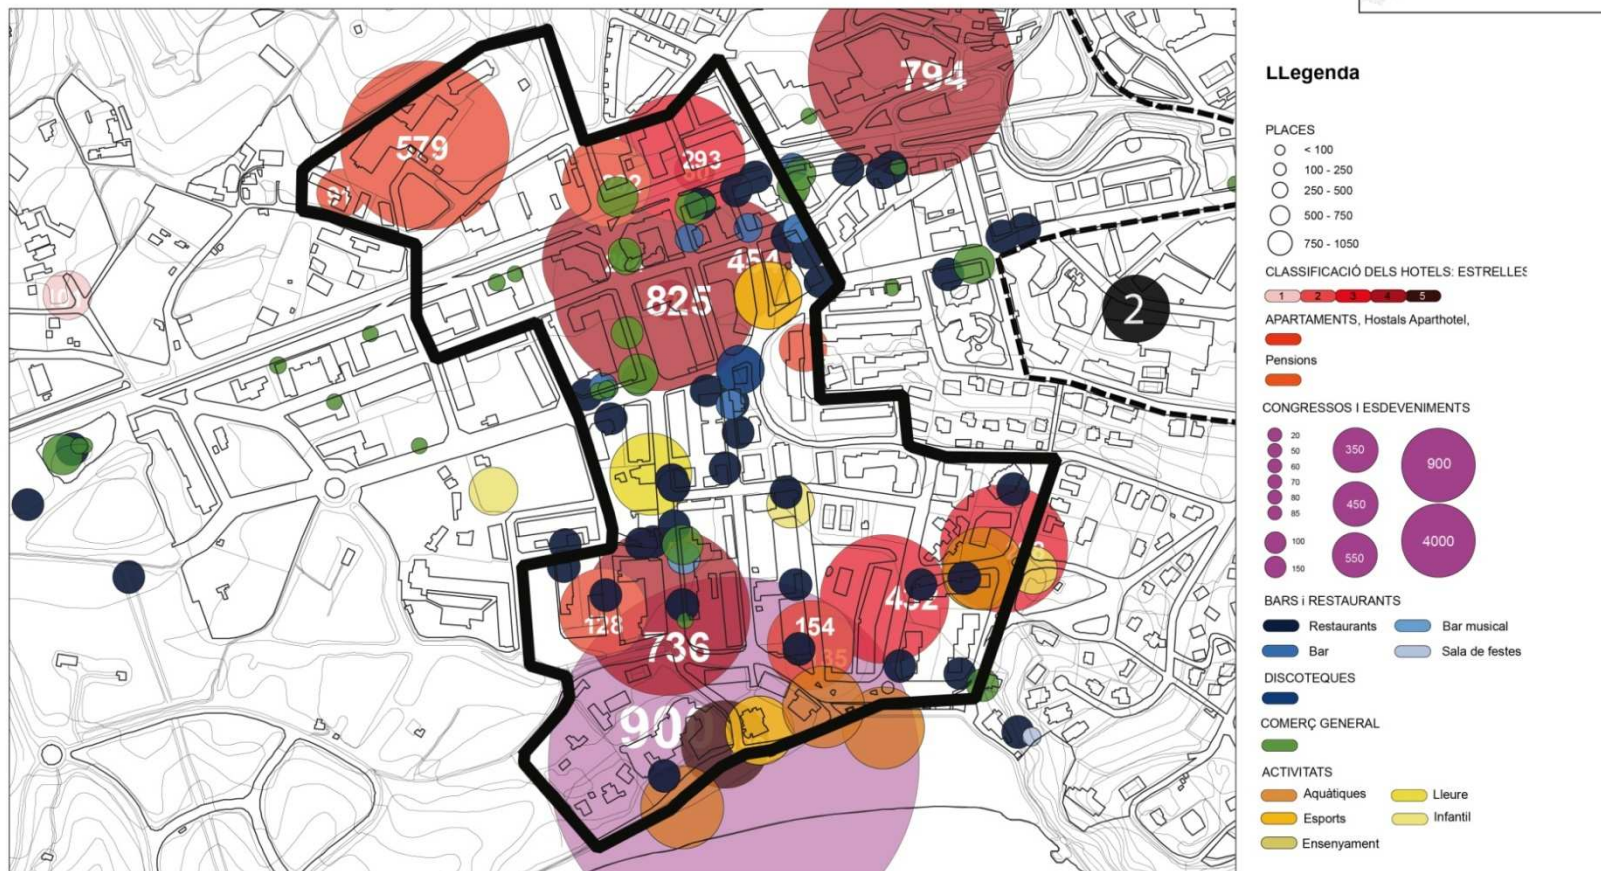 794
579
293
454
825
2
432
128
736
154
900
LLegenda
PLACES
< 100
100 - 250
250 - 500
500 - 750
750 - 1050
CLASSIFICACIÓ DELS HOTELS: ESTRELLES
1 2 3 4 5
APARTAMENTS, Hostals Aparthotel,
Pensions
CONGRESSOS I ESDEVENIMENTS
20
50
60
70
80
85
100
150
350
450
550
900
4000
BARS i RESTAURANTS
Restaurants
Bar musical
Bar
Sala de festes
DISCOTEQUES
COMERÇ GENERAL
ACTIVITATS
Aquàtiques
Lleure
Esports
Infantil
Ensenyament